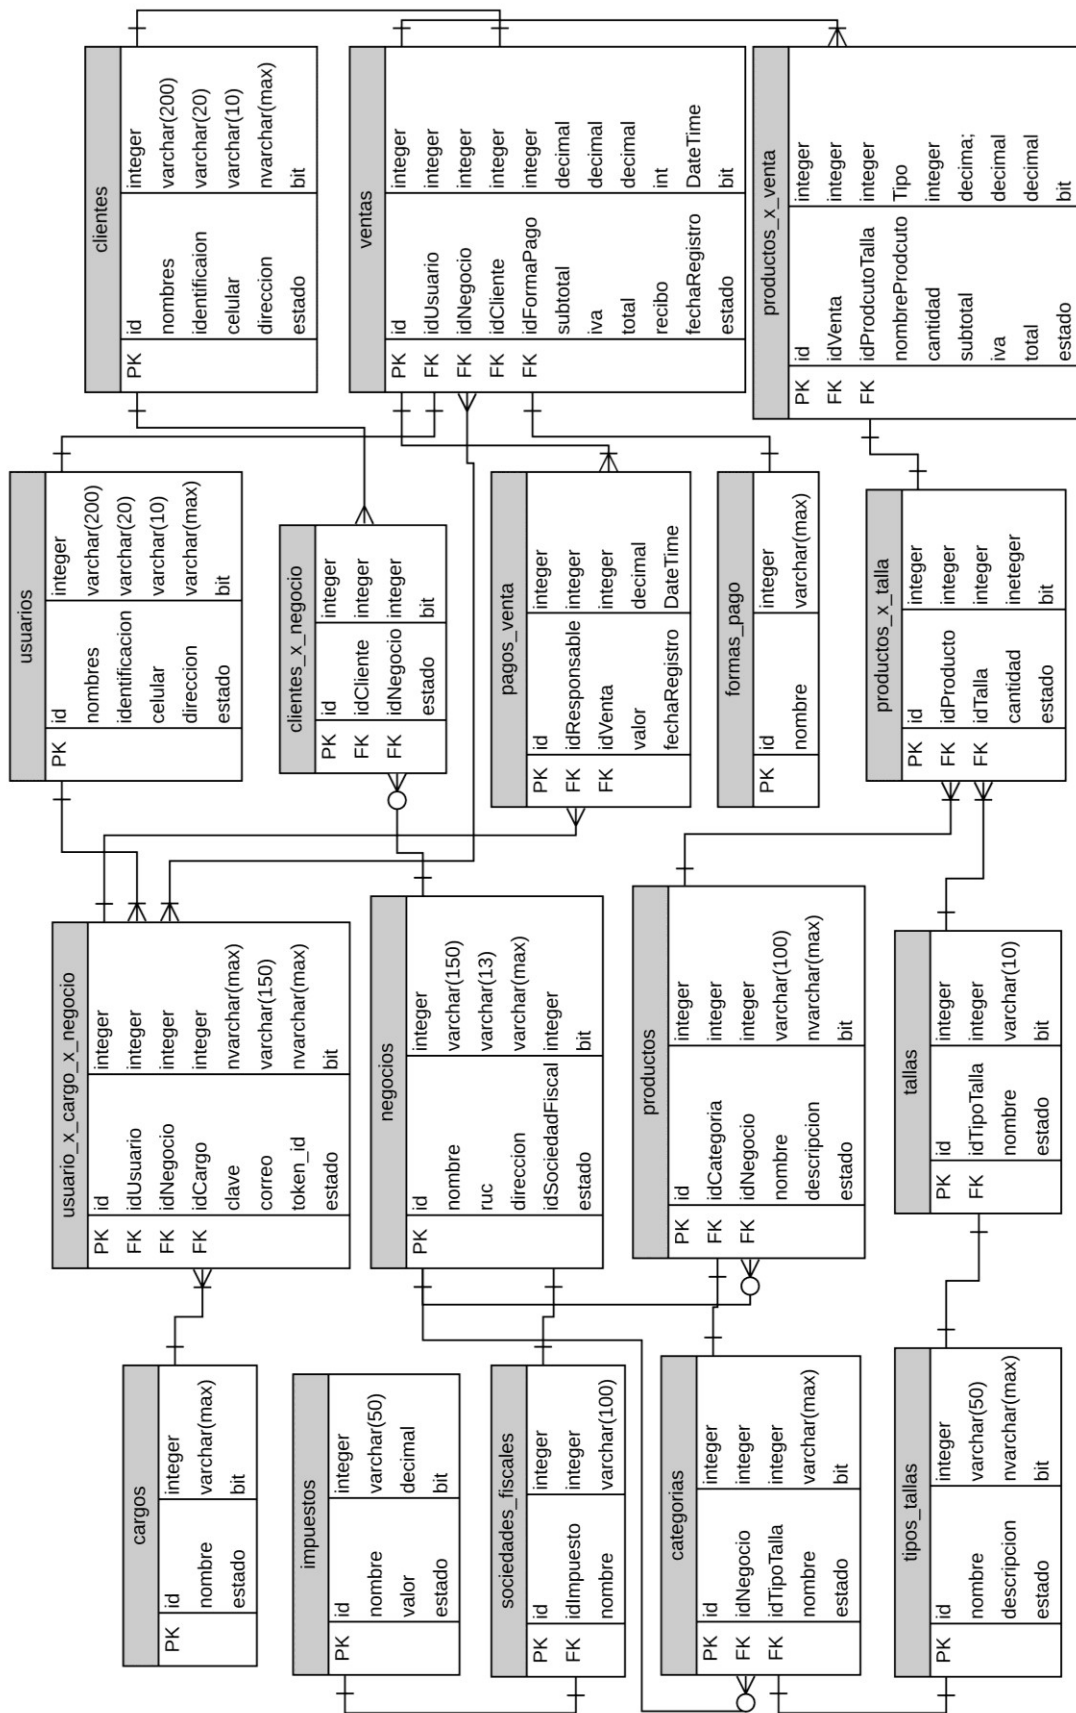 cargos
PK id integer
nombre varchar(max)
estado bit
usuario_x_cargo_x_negocio
PK id integer
FK idUsuario integer
FK idNegocio integer
FK idCargo integer
clave nvarchar(max)
correo varchar(150)
token_id nvarchar(max)
estado bit
usuarios
PK id integer
nombres varchar(200)
identificacion varchar(20)
celular varchar(10)
direccion varchar(max)
estado bit
clientes
PK id integer
nombres varchar(200)
identificaion varchar(20)
celular varchar(10)
direccion nvarchar(max)
estado bit
impuestos
PK id integer
nombre varchar(50)
valor decimal
estado bit
negocios
PK id integer
nombre varchar(150)
ruc varchar(13)
direccion varchar(max)
idSociedadFiscal integer
estado bit
clientes_x_negocio
PK id integer
FK idCliente integer
FK idNegocio integer
estado bit
ventas
PK id integer
FK idUsuario integer
FK idNegocio integer
FK idCliente integer
FK idFormaPago integer
subtotal decimal
iva decimal
total decimal
recibo int
fechaRegistro DateTime
estado bit
sociedades_fiscales
PK id integer
FK idImpuesto integer
nombre varchar(100)
pagos_venta
PK id integer
FK idResponsable integer
FK idVenta integer
valor decimal
fechaRegistro DateTime
categorias
PK id integer
FK idNegocio integer
FK idTipoTalla integer
nombre varchar(max)
estado bit
productos
PK id integer
FK idCategoria integer
FK idNegocio integer
nombre varchar(100)
descripcion nvarchar(max)
estado bit
formas_pago
PK id integer
nombre varchar(max)
productos_x_venta
PK id integer
FK idVenta integer
FK idProdcutoTalla integer
nombreProdcuto Tipo
cantidad integer
subtotal decima;
iva decimal
total decimal
estado bit
tipos_tallas
PK id integer
nombre varchar(50)
descripcion nvarchar(max)
estado bit
tallas
PK id integer
FK idTipoTalla integer
nombre varchar(10)
estado bit
productos_x_talla
PK id integer
FK idProducto integer
FK idTalla integer
cantidad ineteger
estado bit